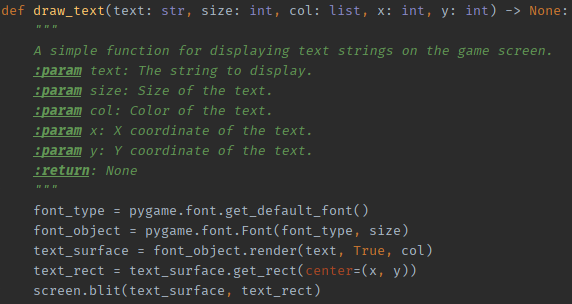 def draw_text(text: str, size: int, col: list, x: int, y: int) -> None:
    """
    A simple function for displaying text strings on the game screen.
    :param text: The string to display.
    :param size: Size of the text.
    :param col: Color of the text.
    :param x: X coordinate of the text.
    :param y: Y coordinate of the text.
    :return: None
    """
    font_type = pygame.font.get_default_font()
    font_object = pygame.font.Font(font_type, size)
    text_surface = font_object.render(text, True, col)
    text_rect = text_surface.get_rect(center=(x, y))
    screen.blit(text_surface, text_rect)